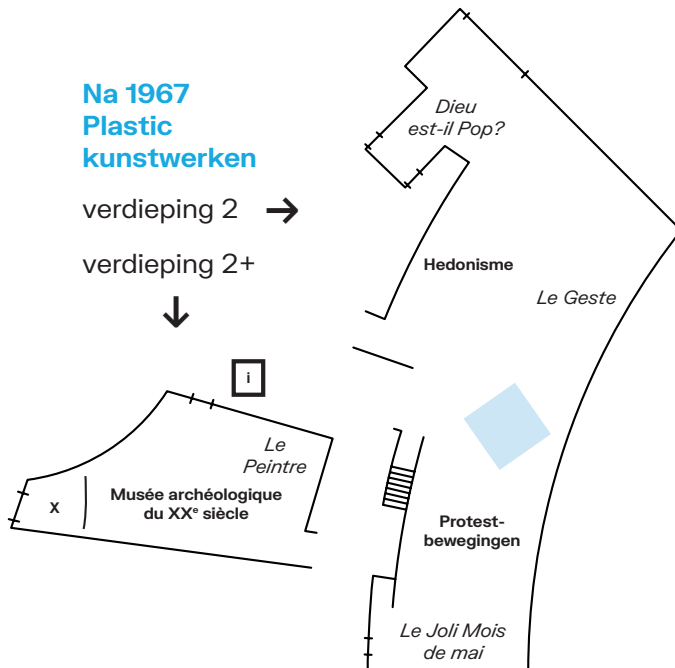 Na 1967
Plastic
kunstwerken
verdieping 2 →
verdieping 2+
↓
Dieu
est-il Pop?
Hedonisme
Le Geste
i
Le
Peintre
X
Musée archéologique
du XXᵉ siècle
Protest-
bewegingen
Le Joli Mois
de mai